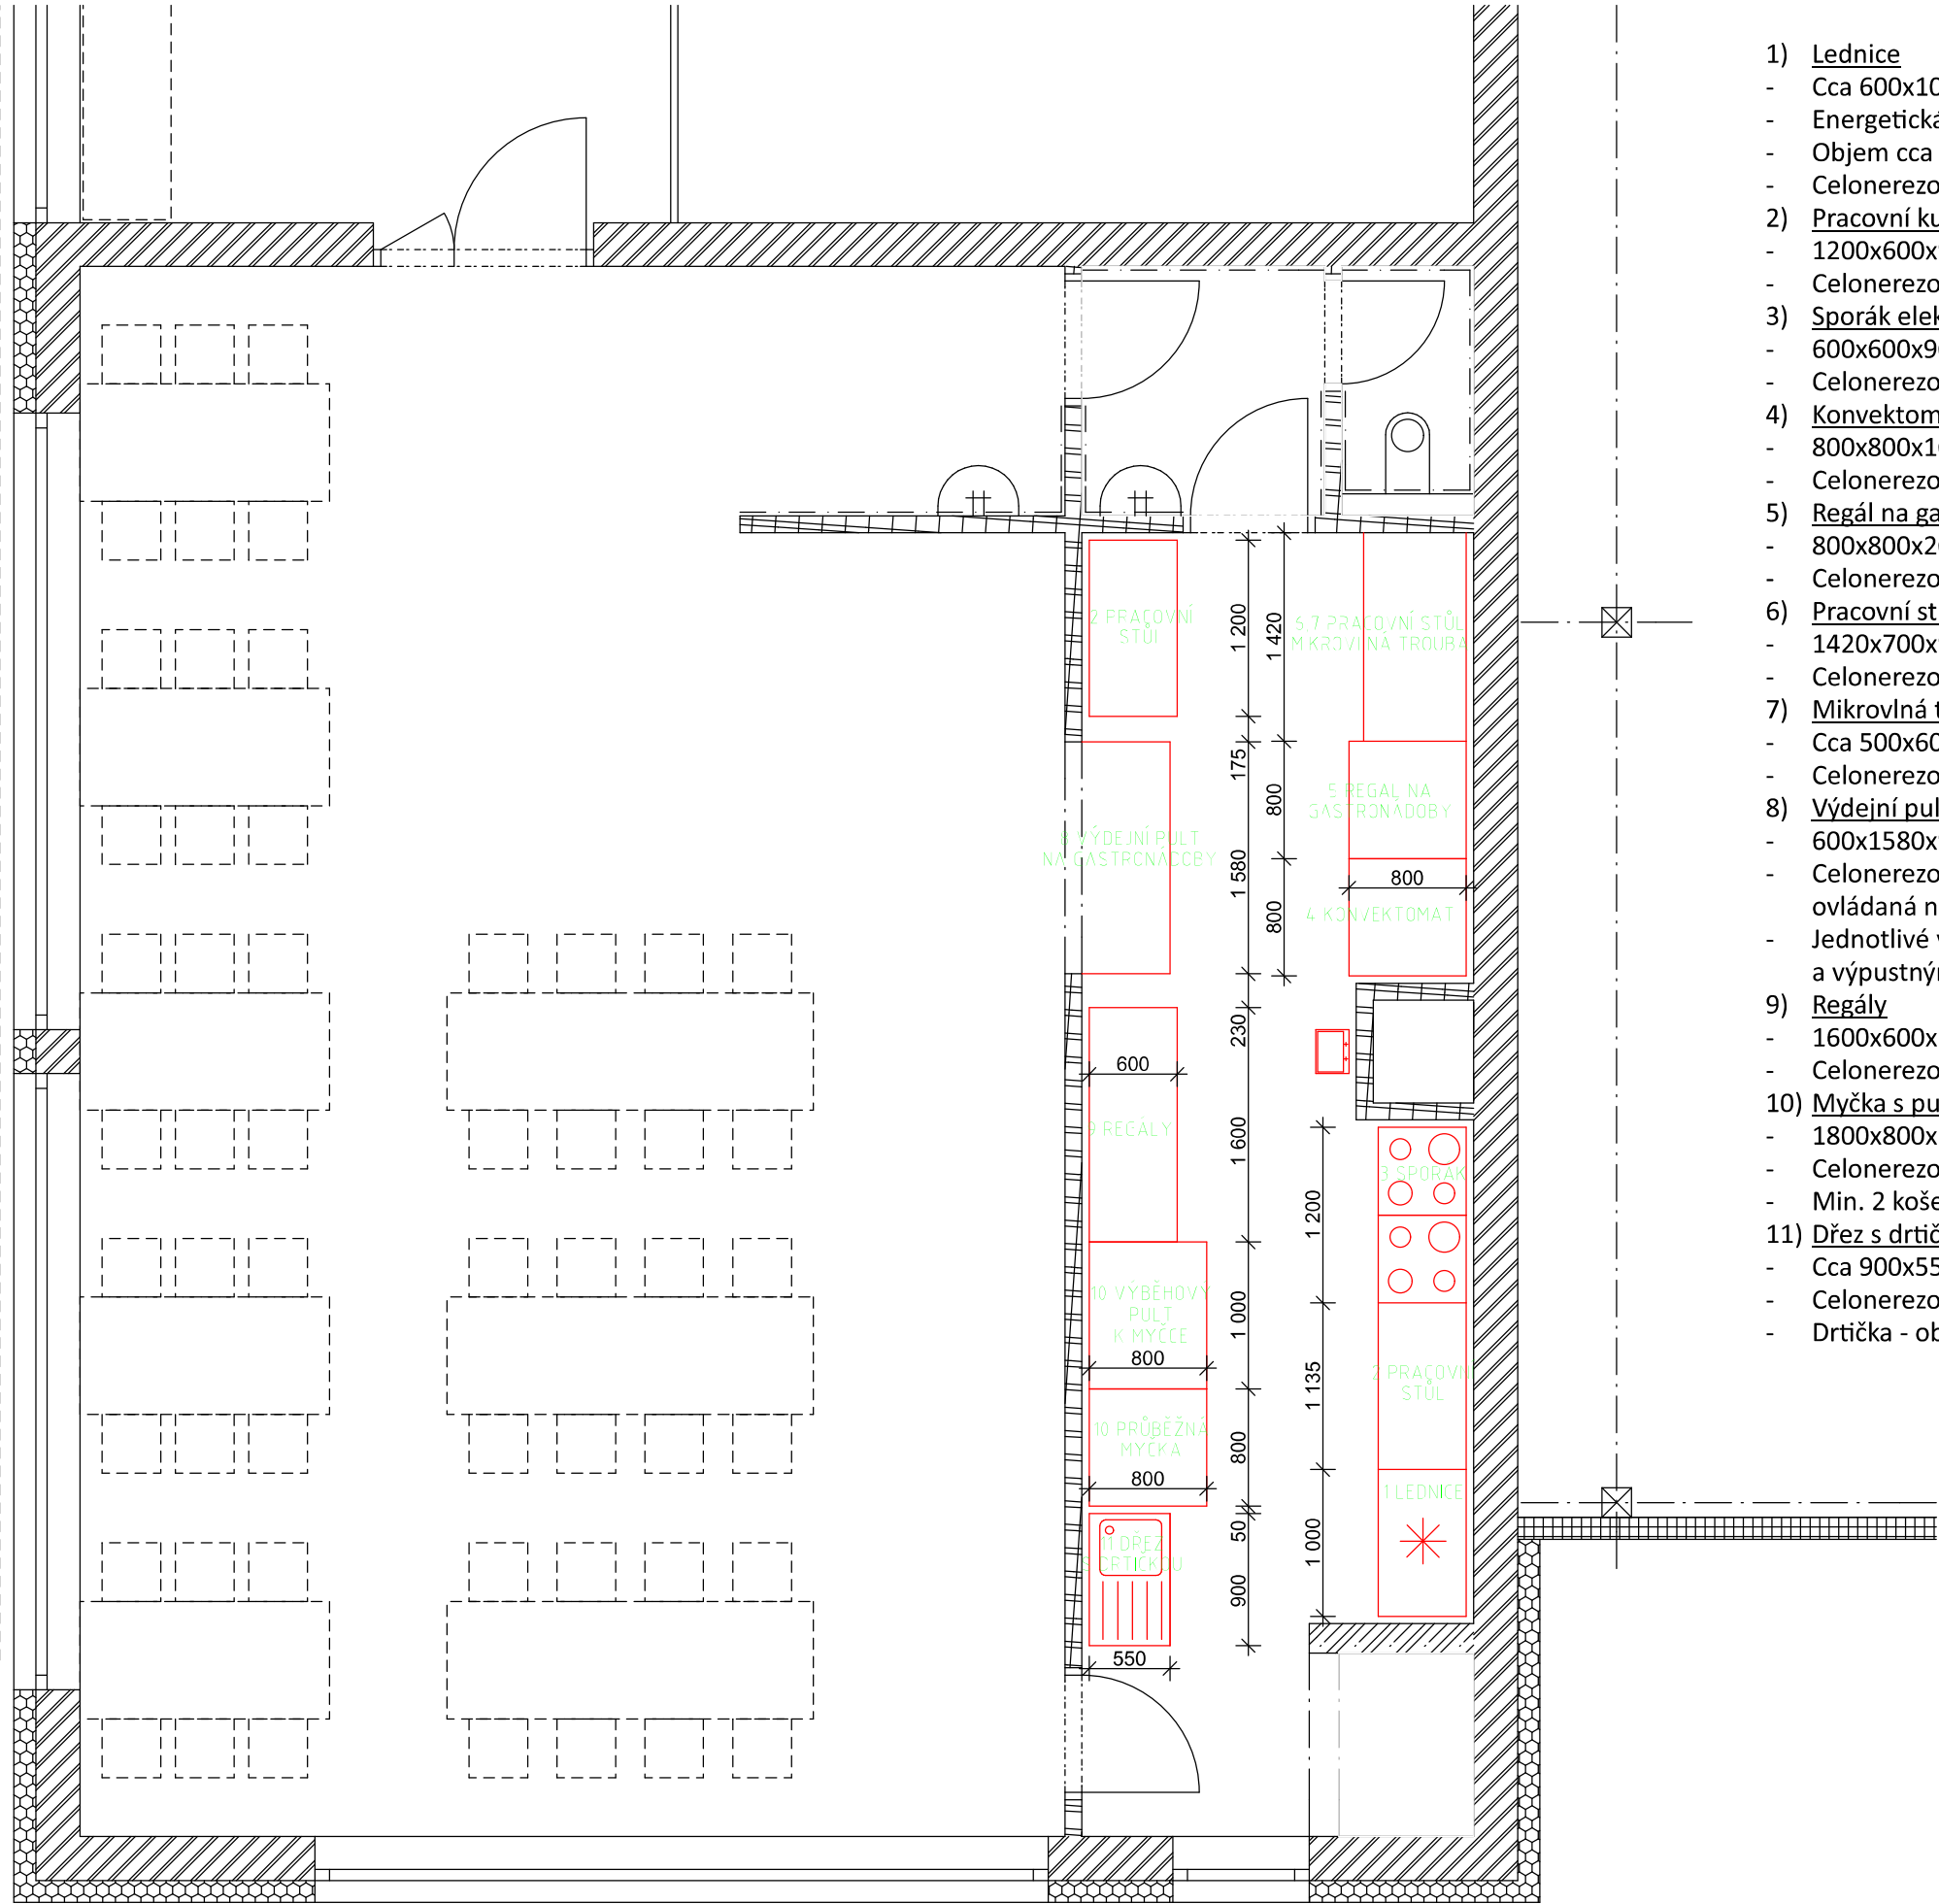 1) Lednice
- Cca 600x10
- Energetická
- Objem cca
- Celonerezo
2) Pracovní ku
- 1200x600x
- Celonerezo
3) Sporák elek
- 600x600x9
- Celonerezo
4) Konvektom
- 800x800x1
- Celonerezo
5) Regál na ga
- 800x800x2
- Celonerezo
6) Pracovní st
- 1420x700x
- Celonerezo
7) Mikrovlná t
- Cca 500x60
- Celonerezo
8) Výdejní pul
- 600x1580x
- Celonerezo
ovládaná n
- Jednotlivé v
a výpustným
9) Regály
- 1600x600x
- Celonerezo
10) Myčka s pu
- 1800x800x
- Celonerezo
- Min. 2 koše
11) Dřez s drtič
- Cca 900x55
- Celonerezo
- Drtička - ob
2 PRACOVNÍ
STŮL
1 200
1 420
6,7 PRACOVNÍ STŮL
MIKROVLNÁ TROUBA
175
800
5 REGÁL NA
GASTRONÁDOBY
8 VÝDEJNÍ PULT
NA GASTRONÁDOBY
1 580
800
800
4 KONVEKTOMAT
230
600
9 REGÁLY
1 600
3 SPORÁK
1 200
10 VÝBĚHOVÝ
PULT
K MYČCE
800
1 000
1 135
2 PRACOVNÍ
STŮL
10 PRŮBĚŽNÁ
MYČKA
800
800
1 LEDNICE
50
1 000
11 DŘEZ
S DRTIČKOU
900
550